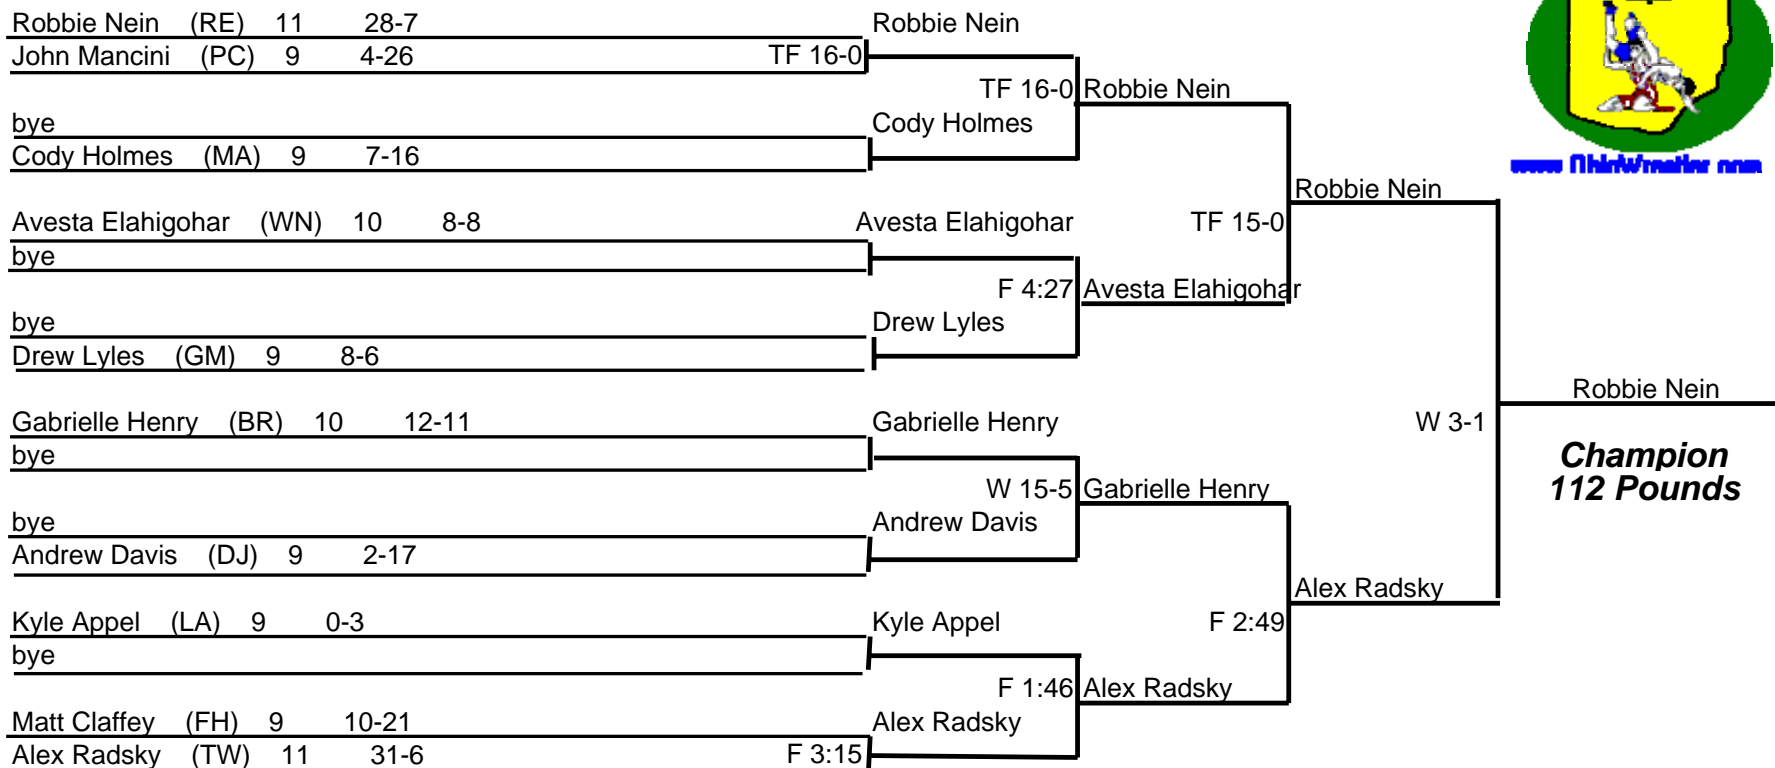 Robbie Nein (RE) 11 28-7 Robbie Nein
John Mancini (PC) 9 4-26 TF 16-0
TF 16-0 Robbie Nein
bye Cody Holmes
Cody Holmes (MA) 9 7-16
Robbie Nein
Avesta Elahigohar (WN) 10 8-8 Avesta Elahigohar TF 15-0
bye
F 4:27 Avesta Elahigohar
bye Drew Lyles
Drew Lyles (GM) 9 8-6
Robbie Nein
Gabrielle Henry (BR) 10 12-11 Gabrielle Henry W 3-1
bye Champion
W 15-5 Gabrielle Henry 112 Pounds
bye Andrew Davis
Andrew Davis (DJ) 9 2-17
Alex Radsky
Kyle Appel (LA) 9 0-3 Kyle Appel F 2:49
bye
F 1:46 Alex Radsky
Matt Claffey (FH) 9 10-21 Alex Radsky
Alex Radsky (TW) 11 31-6 F 3:15